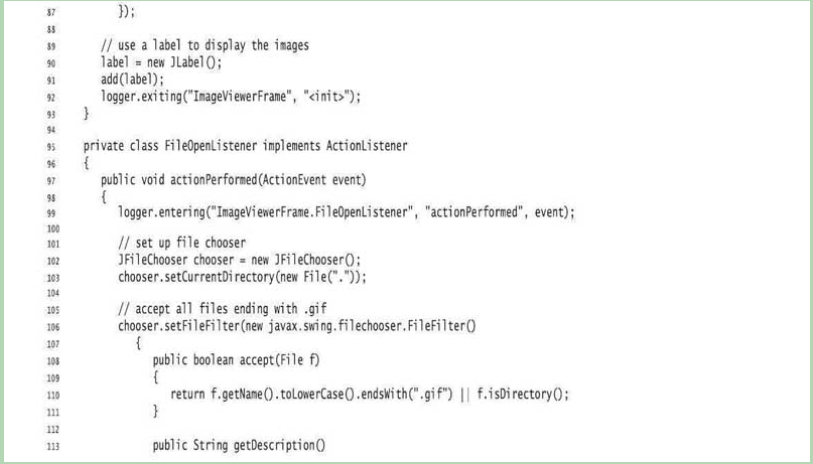 87 });
88
89 // use a label to display the images
90 label = new JLabel();
91 add(label);
92 logger.exiting("ImageViewerFrame", "<init>");
93 }
94
95 private class FileOpenListener implements ActionListener
96 {
97 public void actionPerformed(ActionEvent event)
98 {
99 logger.entering("ImageViewerFrame.FileOpenListener", "actionPerformed", event);
100
101 // set up file chooser
102 JFileChooser chooser = new JFileChooser();
103 chooser.setCurrentDirectory(new File("."));
104
105 // accept all files ending with .gif
106 chooser.setFileFilter(new javax.swing.filechooser.FileFilter()
107 {
108 public boolean accept(File f)
109 {
110 return f.getName().toLowerCase().endsWith(".gif") || f.isDirectory();
111 }
112
113 public String getDescription()